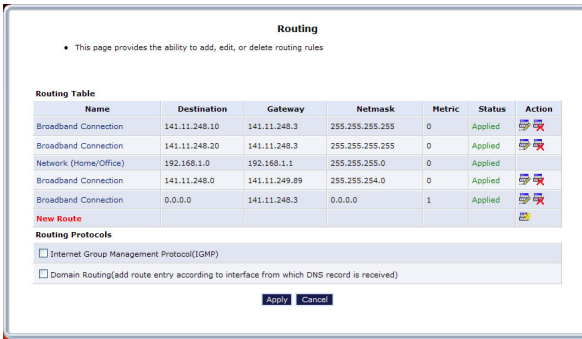 Routing
This page provides the ability to add, edit, or delete routing rules
Routing Table
Name Destination Gateway Netmask Metric Status Action
Broadband Connection 141.11.248.10 141.11.248.3 255.255.255.255 0 Applied
Broadband Connection 141.11.248.20 141.11.248.3 255.255.255.255 0 Applied
Network (Home/Office) 192.168.1.0 192.168.1.1 255.255.255.0 0 Applied
Broadband Connection 141.11.248.0 141.11.249.89 255.255.254.0 0 Applied
Broadband Connection 0.0.0.0 141.11.248.3 0.0.0.0 1 Applied
New Route
Routing Protocols
Internet Group Management Protocol(IGMP)
Domain Routing(add route entry according to interface from which DNS record is received)
Apply Cancel